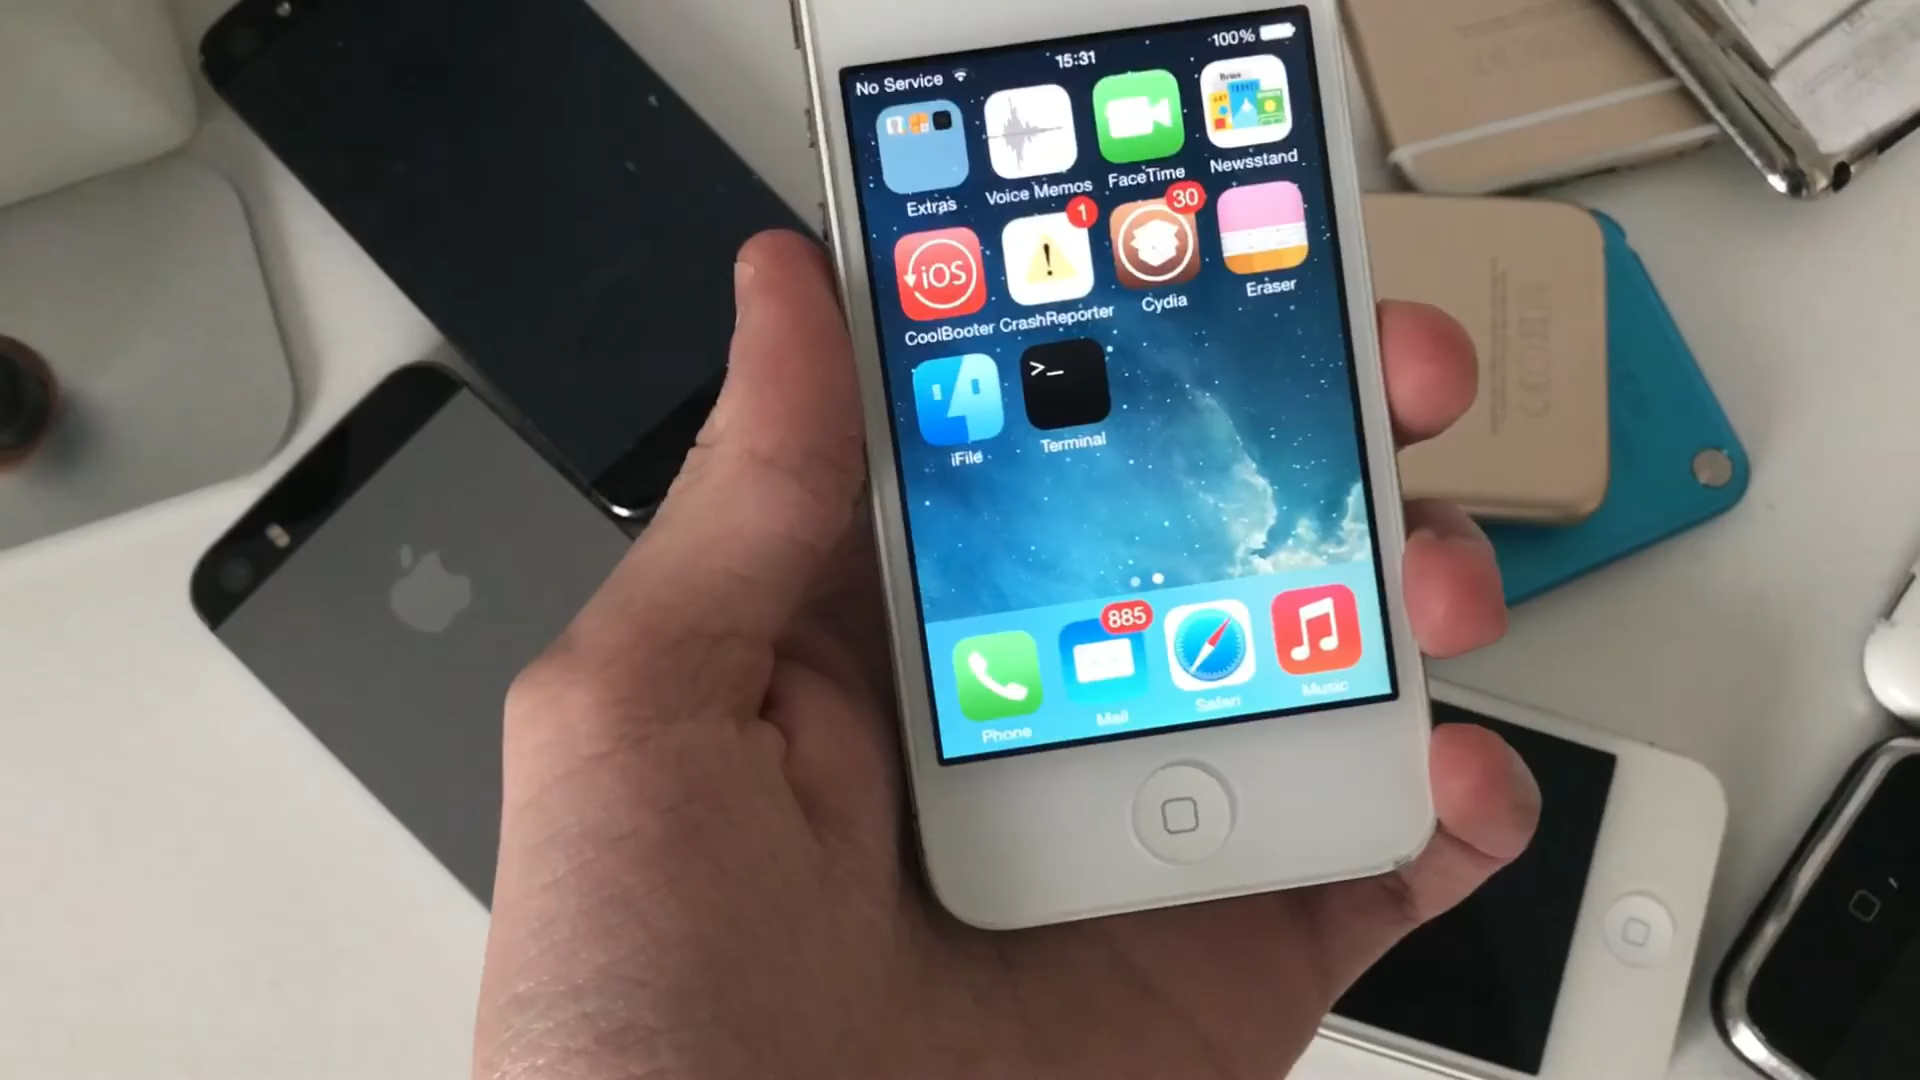 No Service 15:31 100%
Extras Voice Memos FaceTime Newsstand
iOS 1 30
CoolBooter CrashReporter Cydia Eraser
>_
iFile Terminal
885
Phone Mail Safari Music